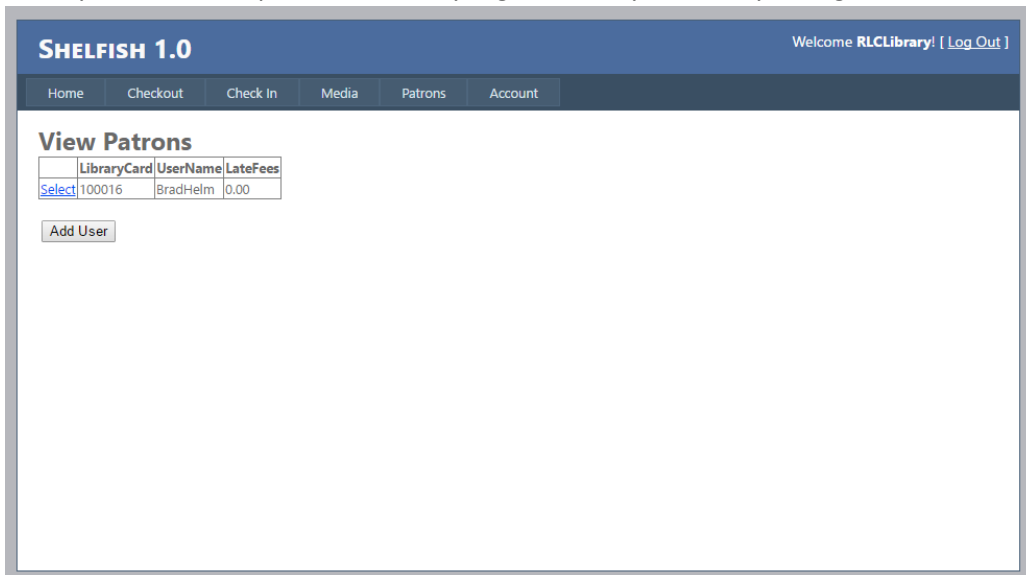 SHELFISH 1.0
Welcome RLCLibrary! [ Log Out ]
Home Checkout Check In Media Patrons Account
View Patrons
LibraryCard UserName LateFees
Select 100016 BradHelm 0.00
Add User